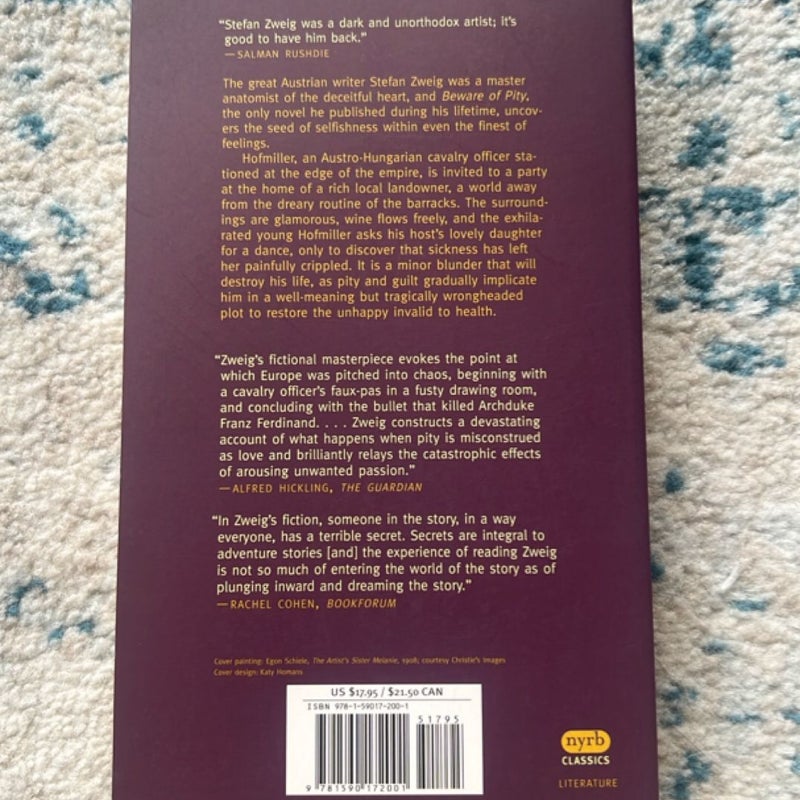 “Stefan Zweig was a dark and unorthodox artist; it’s
good to have him back.”
—SALMAN RUSHDIE
The great Austrian writer Stefan Zweig was a master
anatomist of the deceitful heart, and Beware of Pity,
the only novel he published during his lifetime, uncov-
ers the seed of selfishness within even the finest of
feelings.
Hofmiller, an Austro-Hungarian cavalry officer sta-
tioned at the edge of the empire, is invited to a party
at the home of a rich local landowner, a world away
from the dreary routine of the barracks. The surround-
ings are glamorous, wine flows freely, and the exhila-
rated young Hofmiller asks his host’s lovely daughter
for a dance, only to discover that sickness has left
her painfully crippled. It is a minor blunder that will
destroy his life, as pity and guilt gradually implicate
him in a well-meaning but tragically wrongheaded
plot to restore the unhappy invalid to health.
“Zweig’s fictional masterpiece evokes the point at
which Europe was pitched into chaos, beginning with
a cavalry officer’s faux-pas in a fusty drawing room,
and concluding with the bullet that killed Archduke
Franz Ferdinand. . . . Zweig constructs a devastating
account of what happens when pity is misconstrued
as love and brilliantly relays the catastrophic effects
of arousing unwanted passion.”
—ALFRED HICKLING, THE GUARDIAN
“In Zweig’s fiction, someone in the story, in a way
everyone, has a terrible secret. Secrets are integral to
adventure stories [and] the experience of reading Zweig
is not so much of entering the world of the story as of
plunging inward and dreaming the story.”
—RACHEL COHEN, BOOKFORUM
Cover painting: Egon Schiele, The Artist’s Sister Melanie, 1908; courtesy Christie’s Images
Cover design: Katy Homans
US $17.95 / $21.50 CAN
ISBN 978-1-59017-200-1
51795
9 781590 172001
nyrb
CLASSICS
LITERATURE